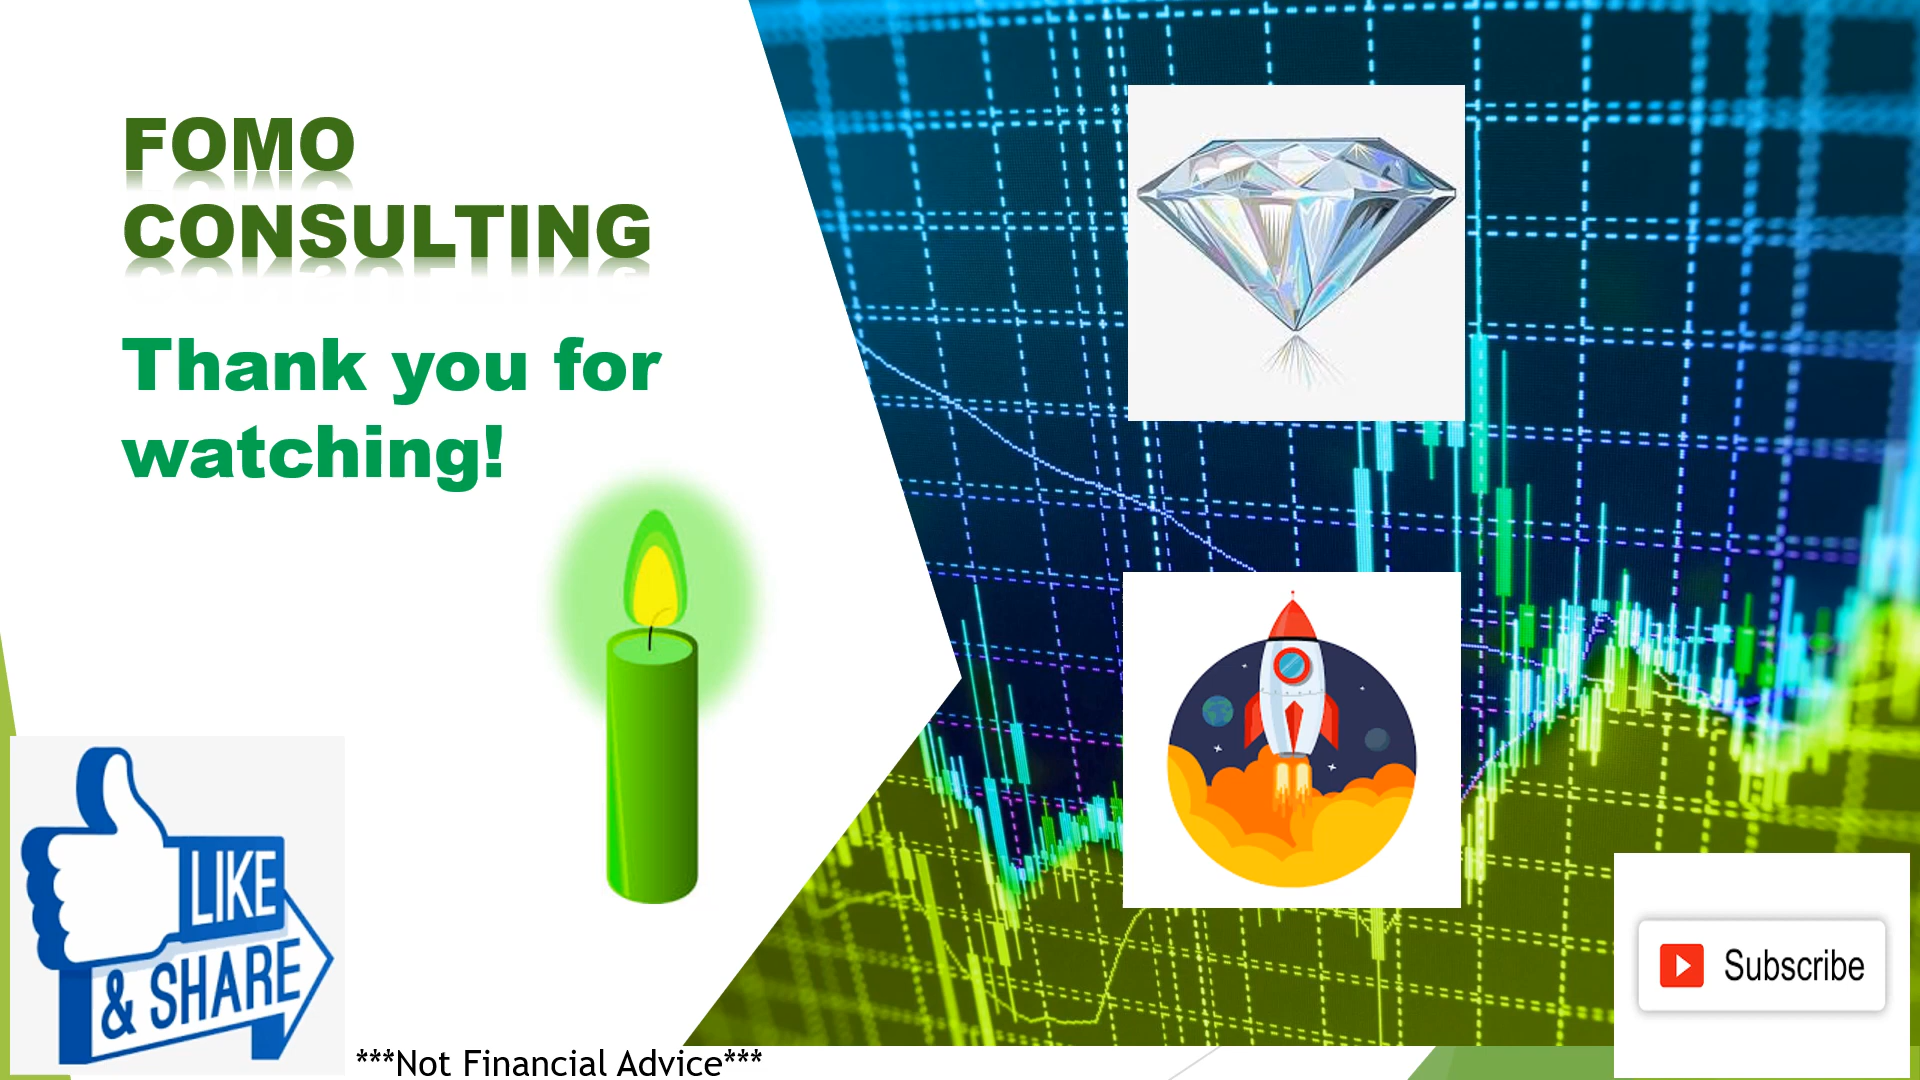 FOMO
CONSULTING
Thank you for
watching!
LIKE
& SHARE
***Not Financial Advice***
Subscribe